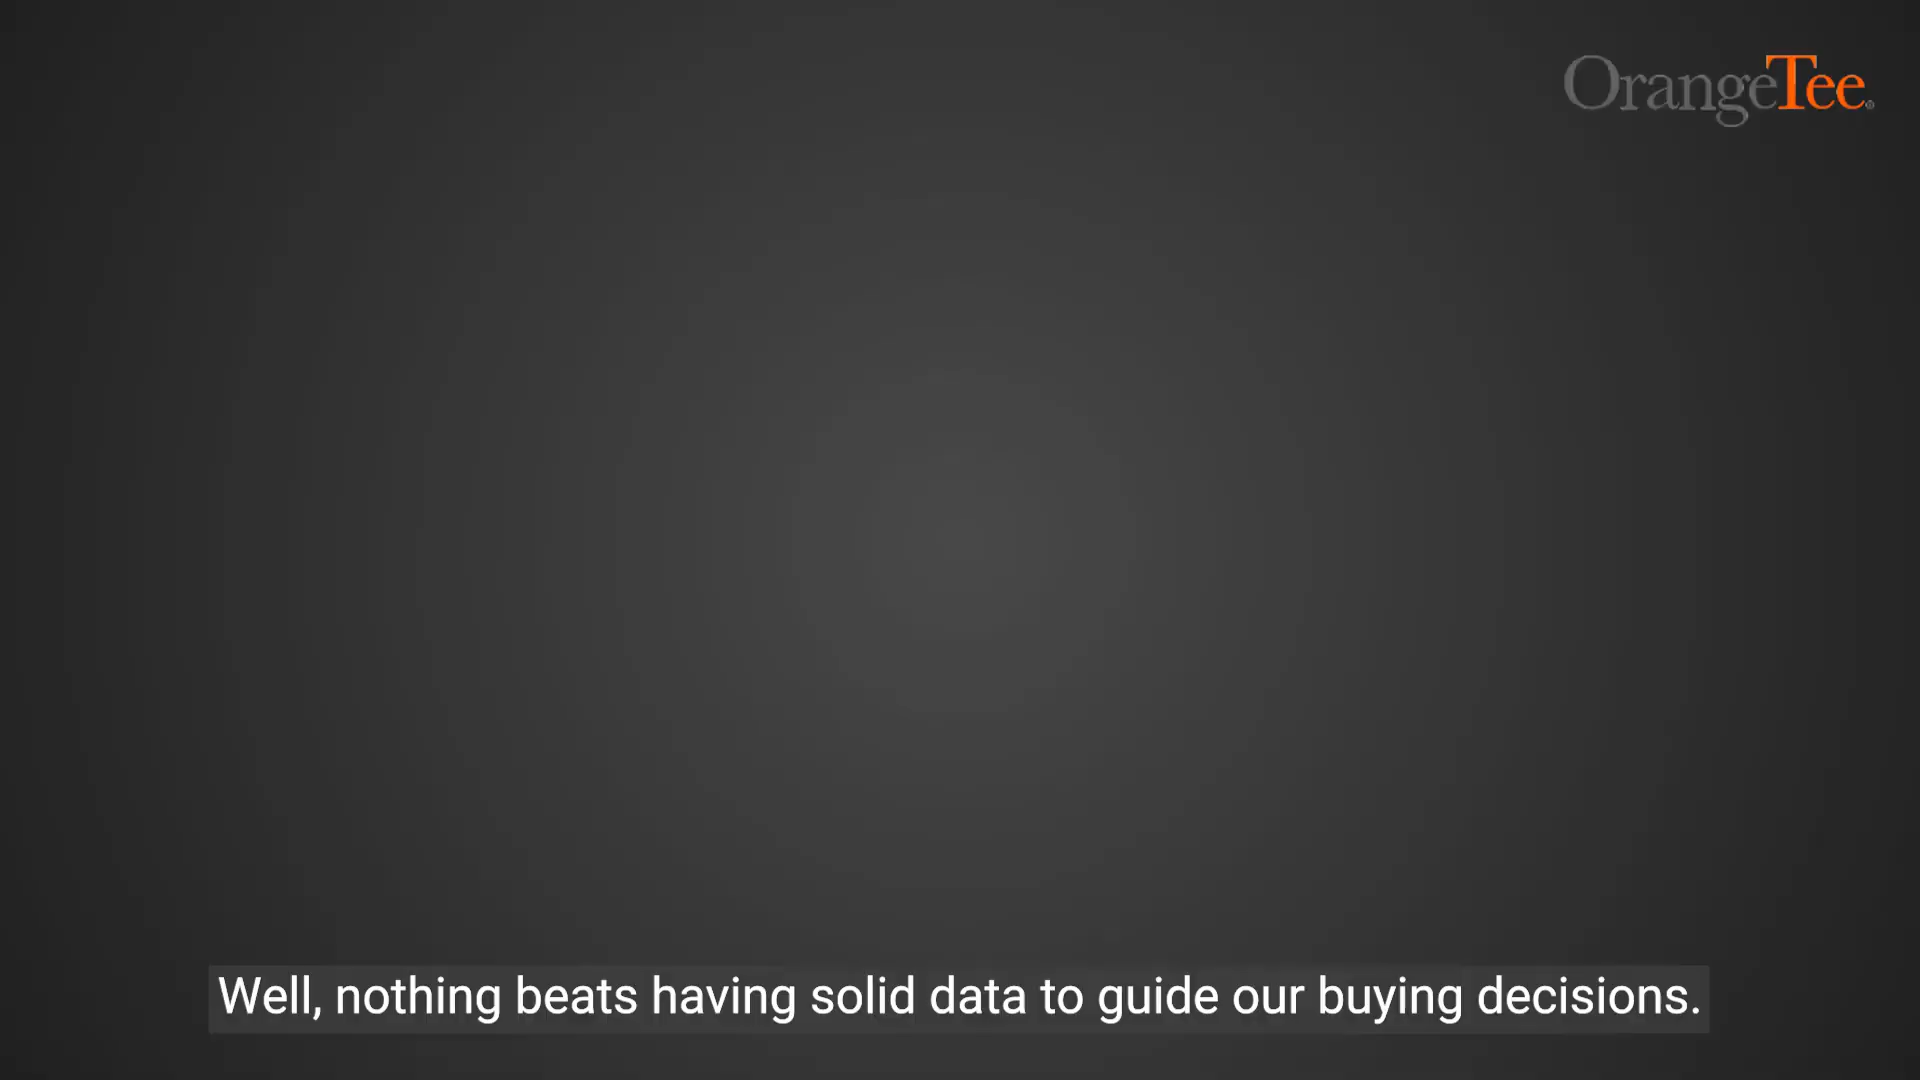 OrangeTee
Well, nothing beats having solid data to guide our buying decisions.